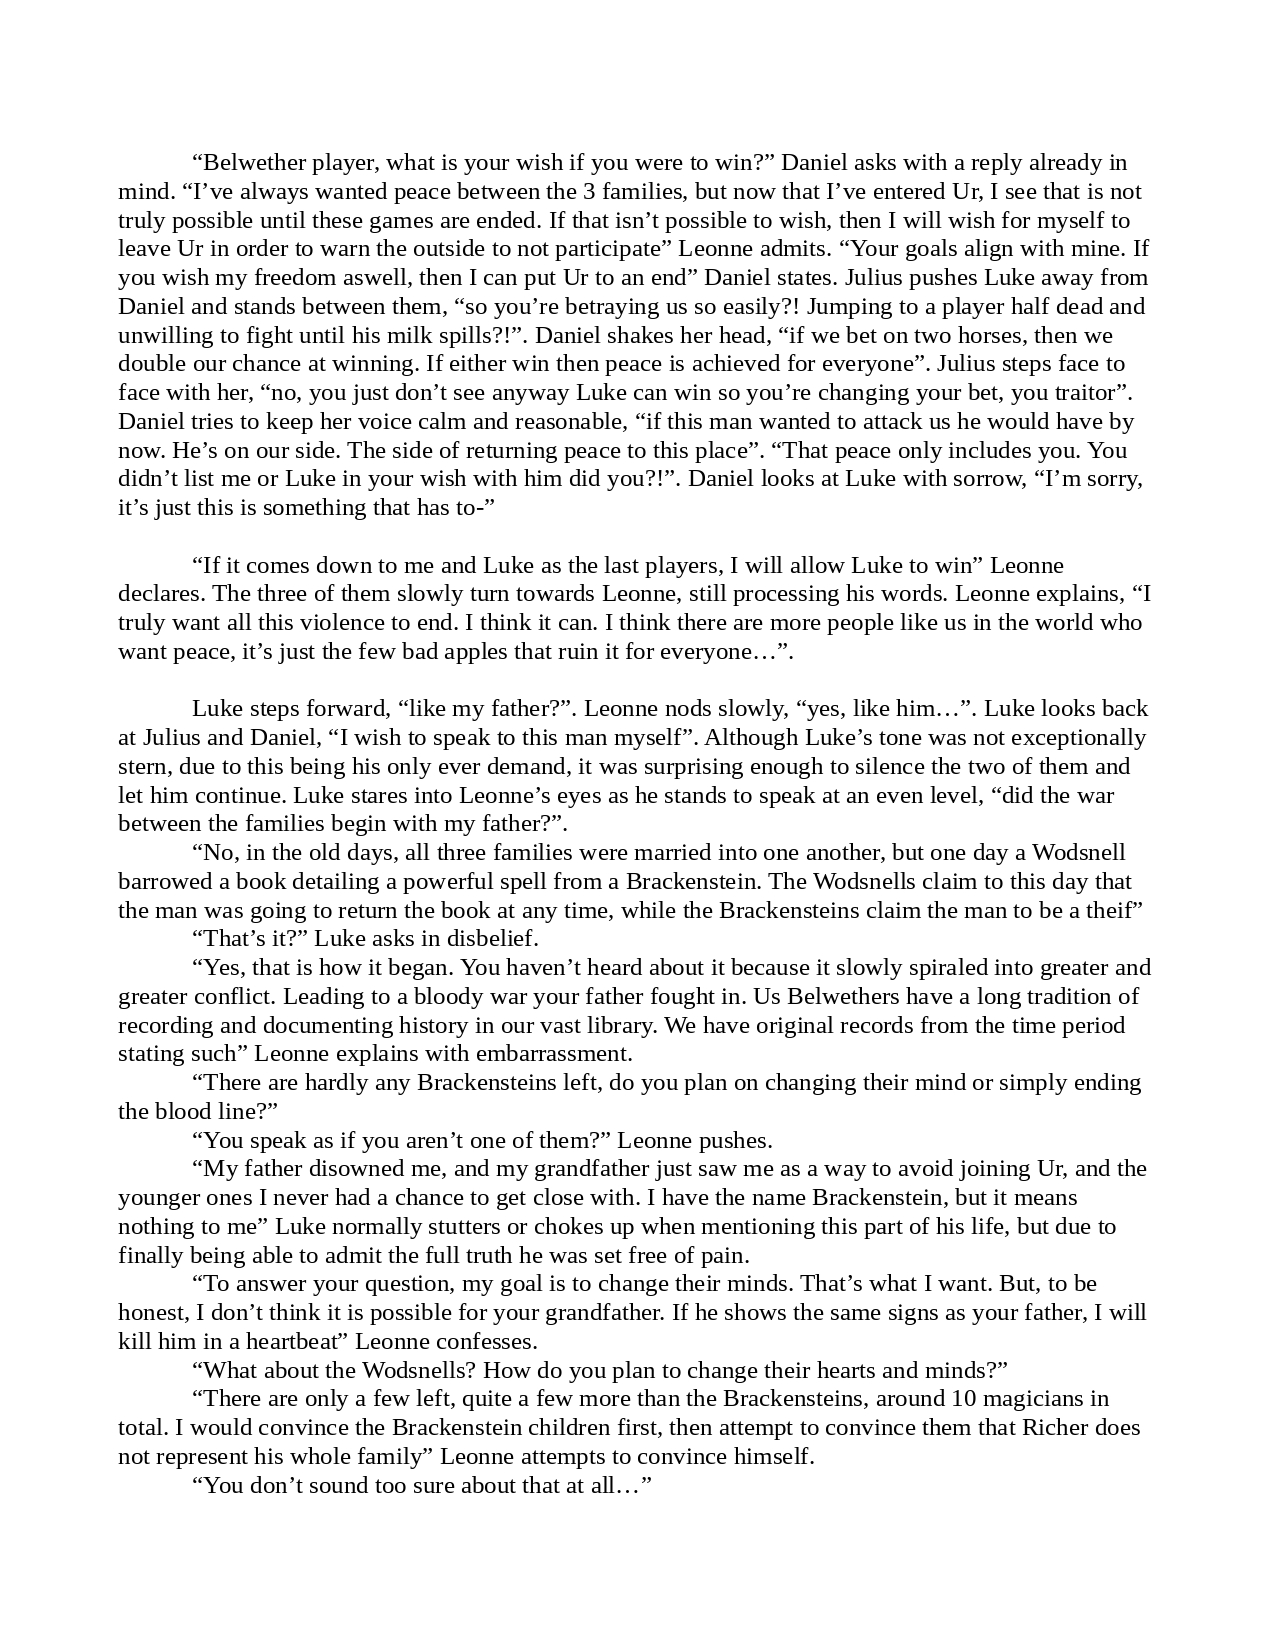 “Belwether player, what is your wish if you were to win?” Daniel asks with a reply already in
mind. “I’ve always wanted peace between the 3 families, but now that I’ve entered Ur, I see that is not
truly possible until these games are ended. If that isn’t possible to wish, then I will wish for myself to
leave Ur in order to warn the outside to not participate” Leonne admits. “Your goals align with mine. If
you wish my freedom aswell, then I can put Ur to an end” Daniel states. Julius pushes Luke away from
Daniel and stands between them, “so you’re betraying us so easily?! Jumping to a player half dead and
unwilling to fight until his milk spills?!”. Daniel shakes her head, “if we bet on two horses, then we
double our chance at winning. If either win then peace is achieved for everyone”. Julius steps face to
face with her, “no, you just don’t see anyway Luke can win so you’re changing your bet, you traitor”.
Daniel tries to keep her voice calm and reasonable, “if this man wanted to attack us he would have by
now. He’s on our side. The side of returning peace to this place”. “That peace only includes you. You
didn’t list me or Luke in your wish with him did you?!”. Daniel looks at Luke with sorrow, “I’m sorry,
it’s just this is something that has to-”
“If it comes down to me and Luke as the last players, I will allow Luke to win” Leonne
declares. The three of them slowly turn towards Leonne, still processing his words. Leonne explains, “I
truly want all this violence to end. I think it can. I think there are more people like us in the world who
want peace, it’s just the few bad apples that ruin it for everyone…”.
Luke steps forward, “like my father?”. Leonne nods slowly, “yes, like him…”. Luke looks back
at Julius and Daniel, “I wish to speak to this man myself”. Although Luke’s tone was not exceptionally
stern, due to this being his only ever demand, it was surprising enough to silence the two of them and
let him continue. Luke stares into Leonne’s eyes as he stands to speak at an even level, “did the war
between the families begin with my father?”.
“No, in the old days, all three families were married into one another, but one day a Wodsnell
barrowed a book detailing a powerful spell from a Brackenstein. The Wodsnells claim to this day that
the man was going to return the book at any time, while the Brackensteins claim the man to be a theif”
“That’s it?” Luke asks in disbelief.
“Yes, that is how it began. You haven’t heard about it because it slowly spiraled into greater and
greater conflict. Leading to a bloody war your father fought in. Us Belwethers have a long tradition of
recording and documenting history in our vast library. We have original records from the time period
stating such” Leonne explains with embarrassment.
“There are hardly any Brackensteins left, do you plan on changing their mind or simply ending
the blood line?”
“You speak as if you aren’t one of them?” Leonne pushes.
“My father disowned me, and my grandfather just saw me as a way to avoid joining Ur, and the
younger ones I never had a chance to get close with. I have the name Brackenstein, but it means
nothing to me” Luke normally stutters or chokes up when mentioning this part of his life, but due to
finally being able to admit the full truth he was set free of pain.
“To answer your question, my goal is to change their minds. That’s what I want. But, to be
honest, I don’t think it is possible for your grandfather. If he shows the same signs as your father, I will
kill him in a heartbeat” Leonne confesses.
“What about the Wodsnells? How do you plan to change their hearts and minds?”
“There are only a few left, quite a few more than the Brackensteins, around 10 magicians in
total. I would convince the Brackenstein children first, then attempt to convince them that Richer does
not represent his whole family” Leonne attempts to convince himself.
“You don’t sound too sure about that at all…”